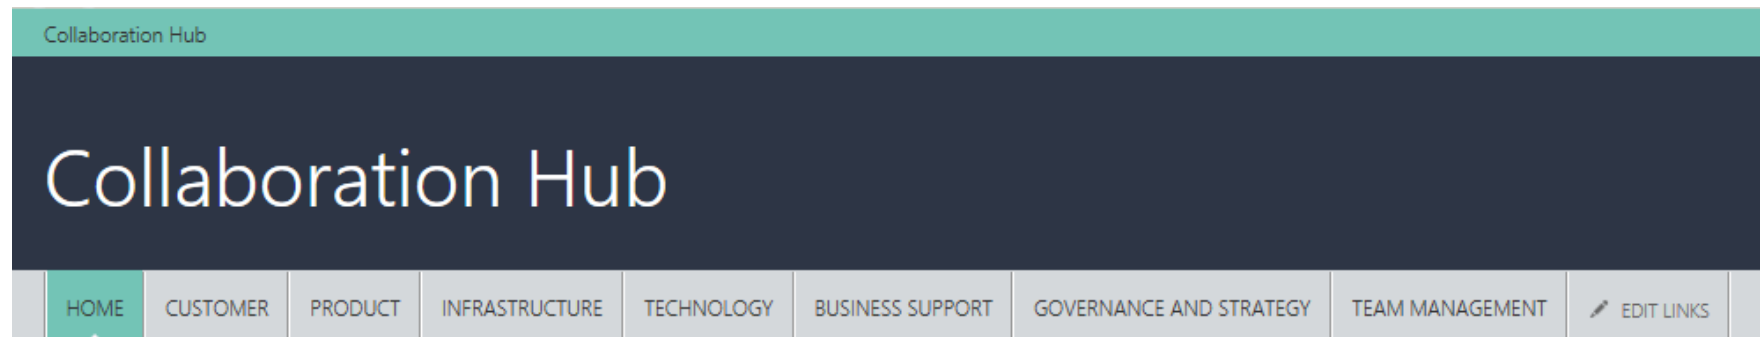 Collaboration Hub
Collaboration Hub
HOME CUSTOMER PRODUCT INFRASTRUCTURE TECHNOLOGY BUSINESS SUPPORT GOVERNANCE AND STRATEGY TEAM MANAGEMENT EDIT LINKS